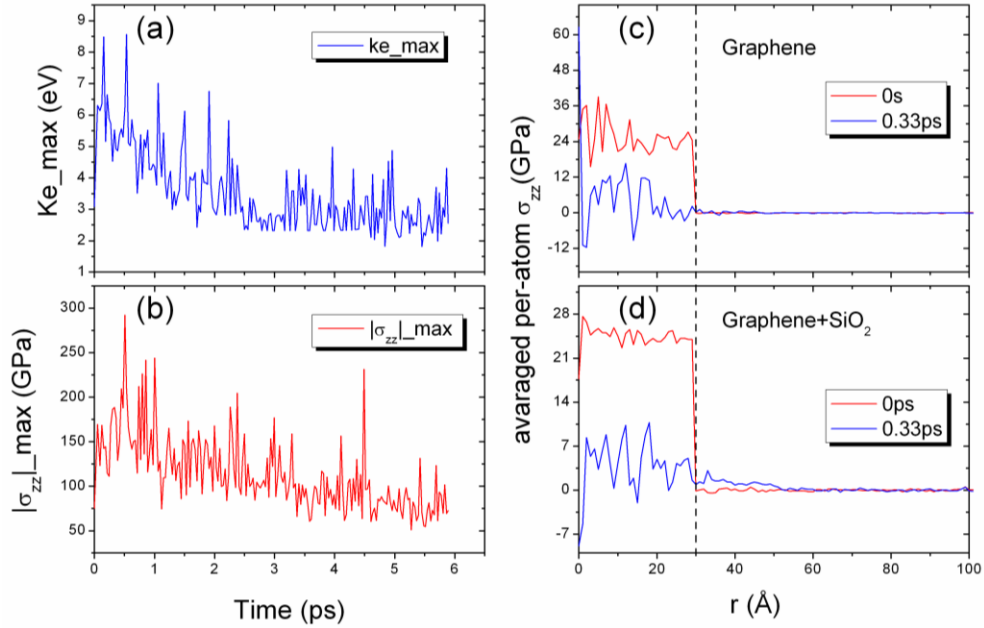 (a)
ke_max
9
8
7
6
5
4
3
2
1
Ke_max (eV)
(b)
|σzz|_max
300
250
200
150
100
50
|σzz|_max (GPa)
0 1 2 3 4 5 6
Time (ps)
(c)
Graphene
0s
0.33ps
60
48
36
24
12
0
-12
avaraged per-atom σzz(GPa)
(d)
Graphene+SiO2
0ps
0.33ps
28
21
14
7
0
-7
0 20 40 60 80 100
r (Å)